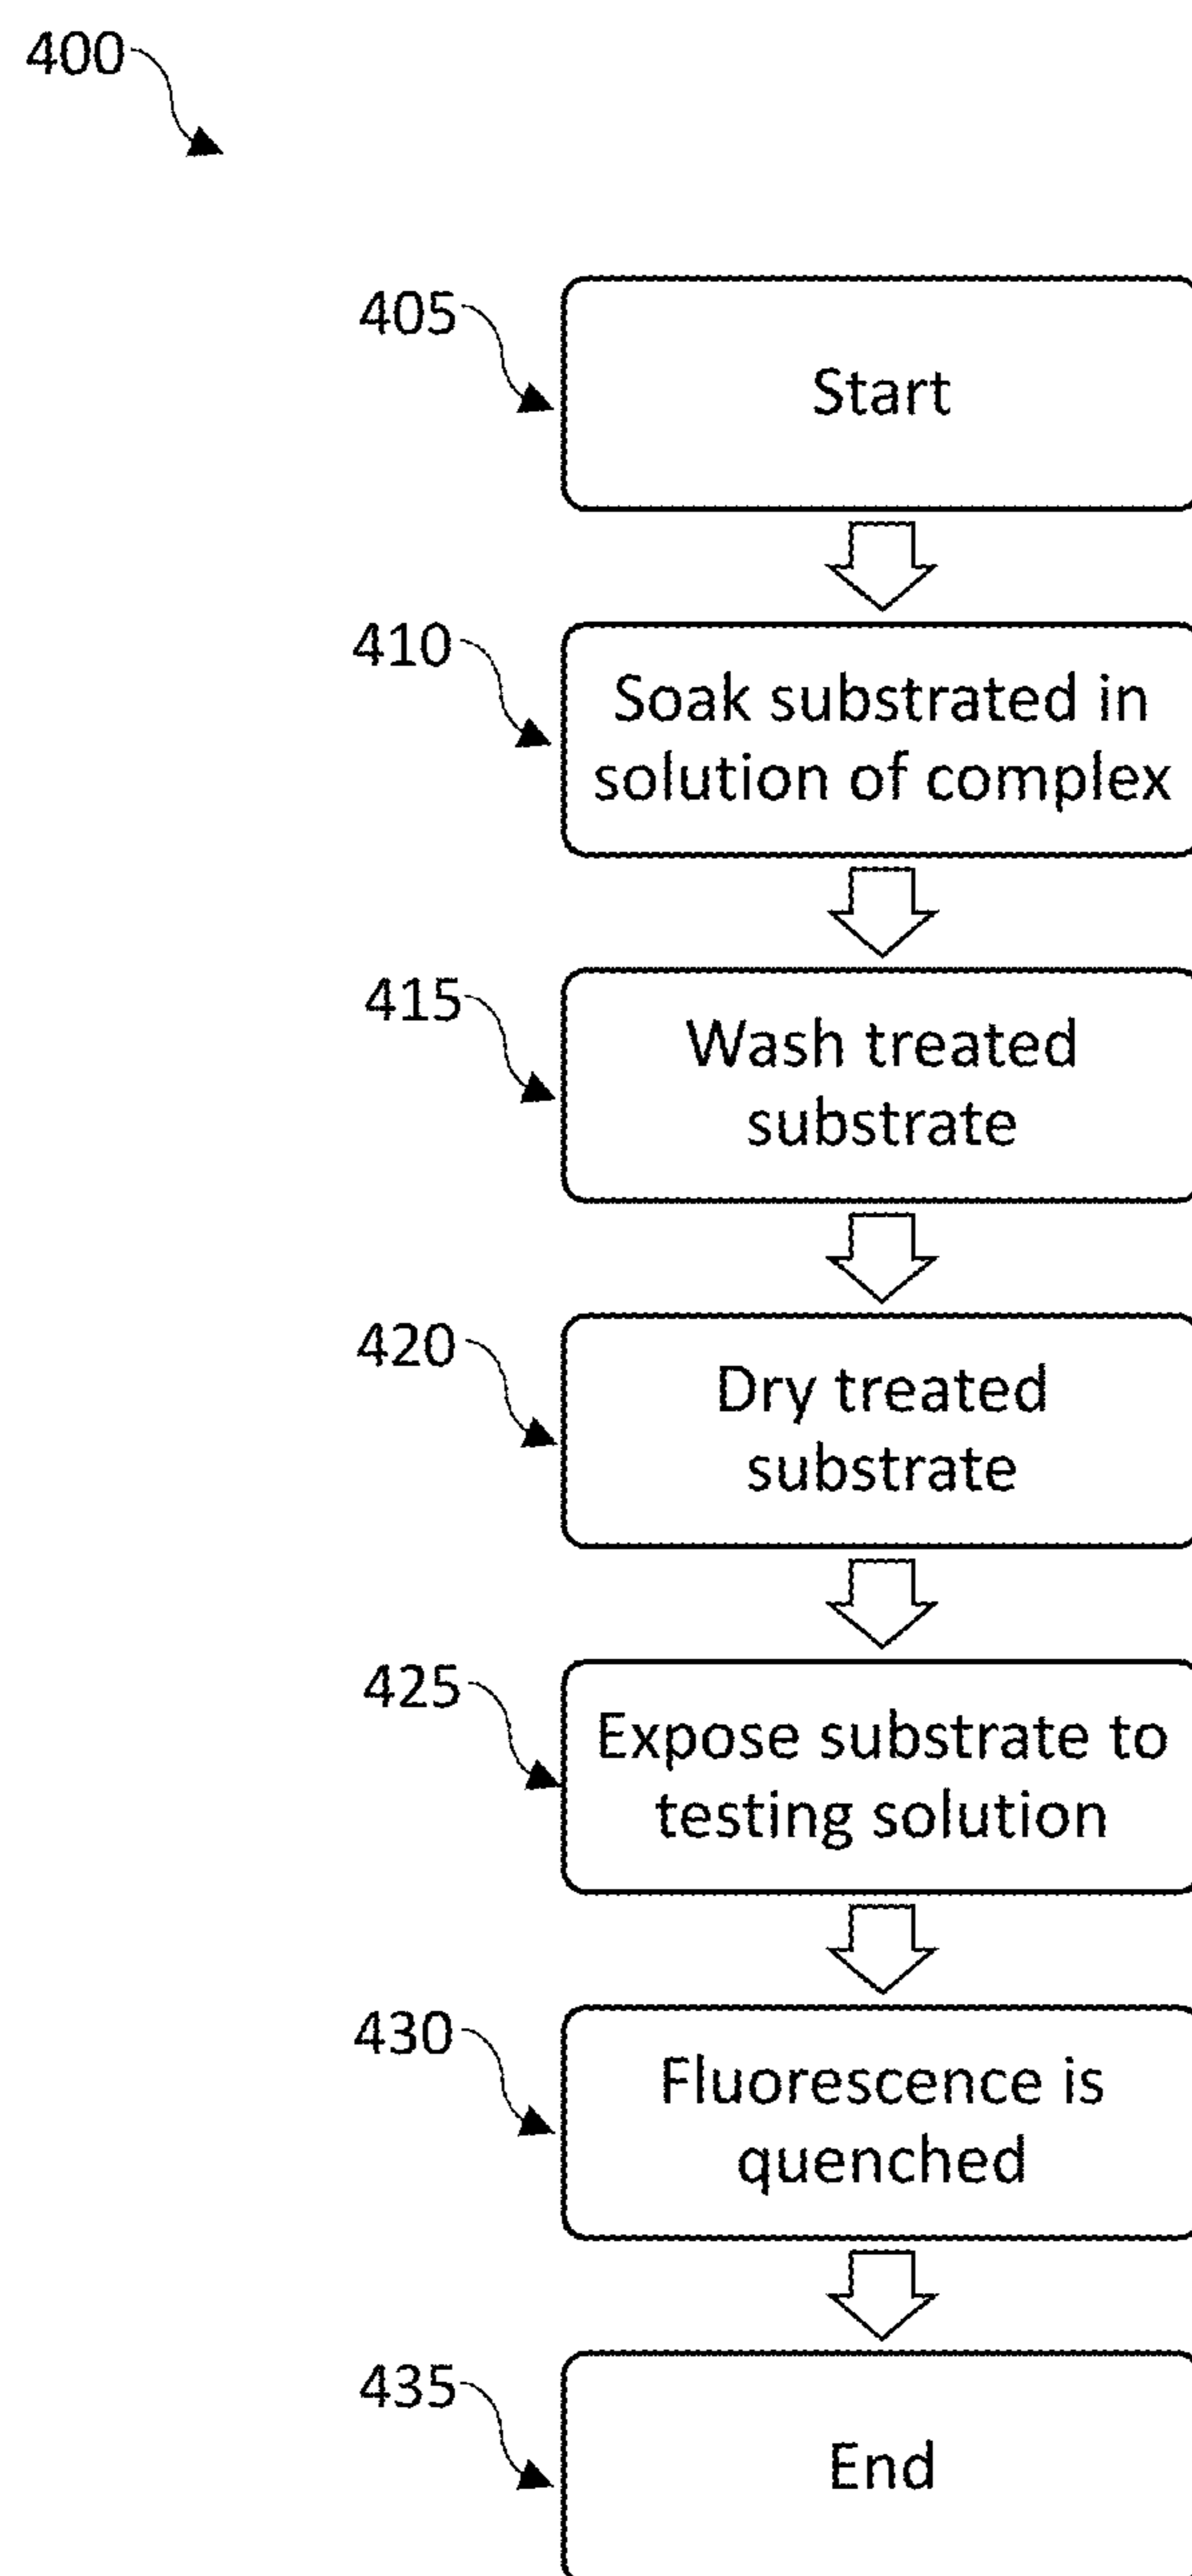 400
405
Start
410
Soak substrated in
solution of complex
415
Wash treated
substrate
420
Dry treated
substrate
425
Expose substrate to
testing solution
430
Fluorescence is
quenched
435
End